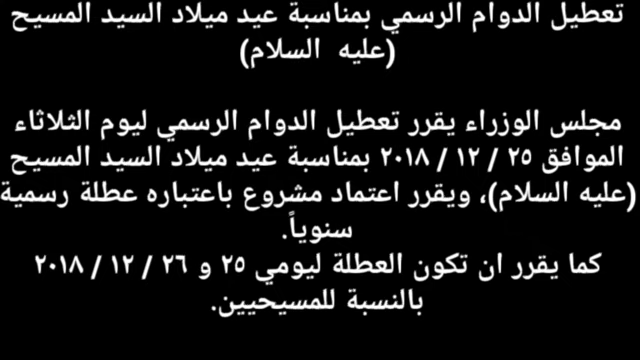 تعطيل الدوام الرسمي بمناسبة عيد ميلاد السيد المسيح
(عليه السلام)
مجلس الوزراء يقرر تعطيل الدوام الرسمي ليوم الثلاثاء
الموافق ٢٥ / ١٢ / ٢٠١٨ بمناسبة عيد ميلاد السيد المسيح
(عليه السلام)، ويقرر اعتماد مشروع باعتباره عطلة رسمية
سنوياً.
كما يقرر ان تكون العطلة ليومي ٢٥ و ٢٦ / ١٢ / ٢٠١٨
بالنسبة للمسيحيين.